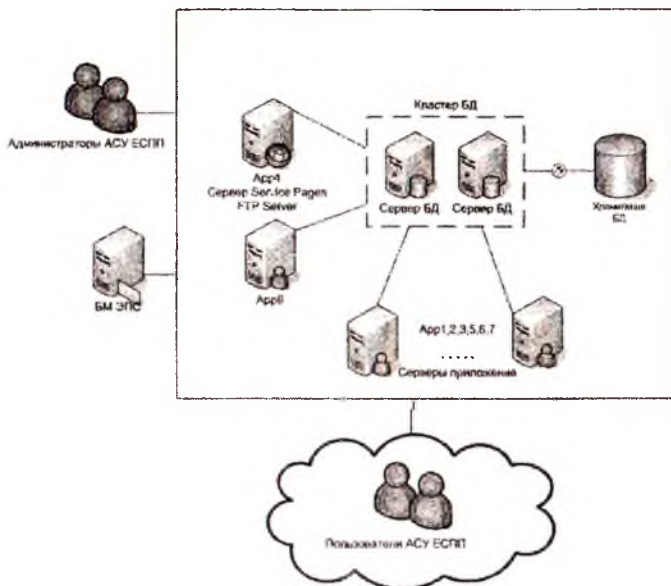 Кластер БД
Администраторы АСУ ЕСПП
App4
Сервер Service Pages
FTP Server
Сервер БД
Сервер БД
Хранилище
БД
БМ ЭПС
App8
App1,2,3,5,6,7
.....
Серверы приложений
Пользователи АСУ ЕСПП